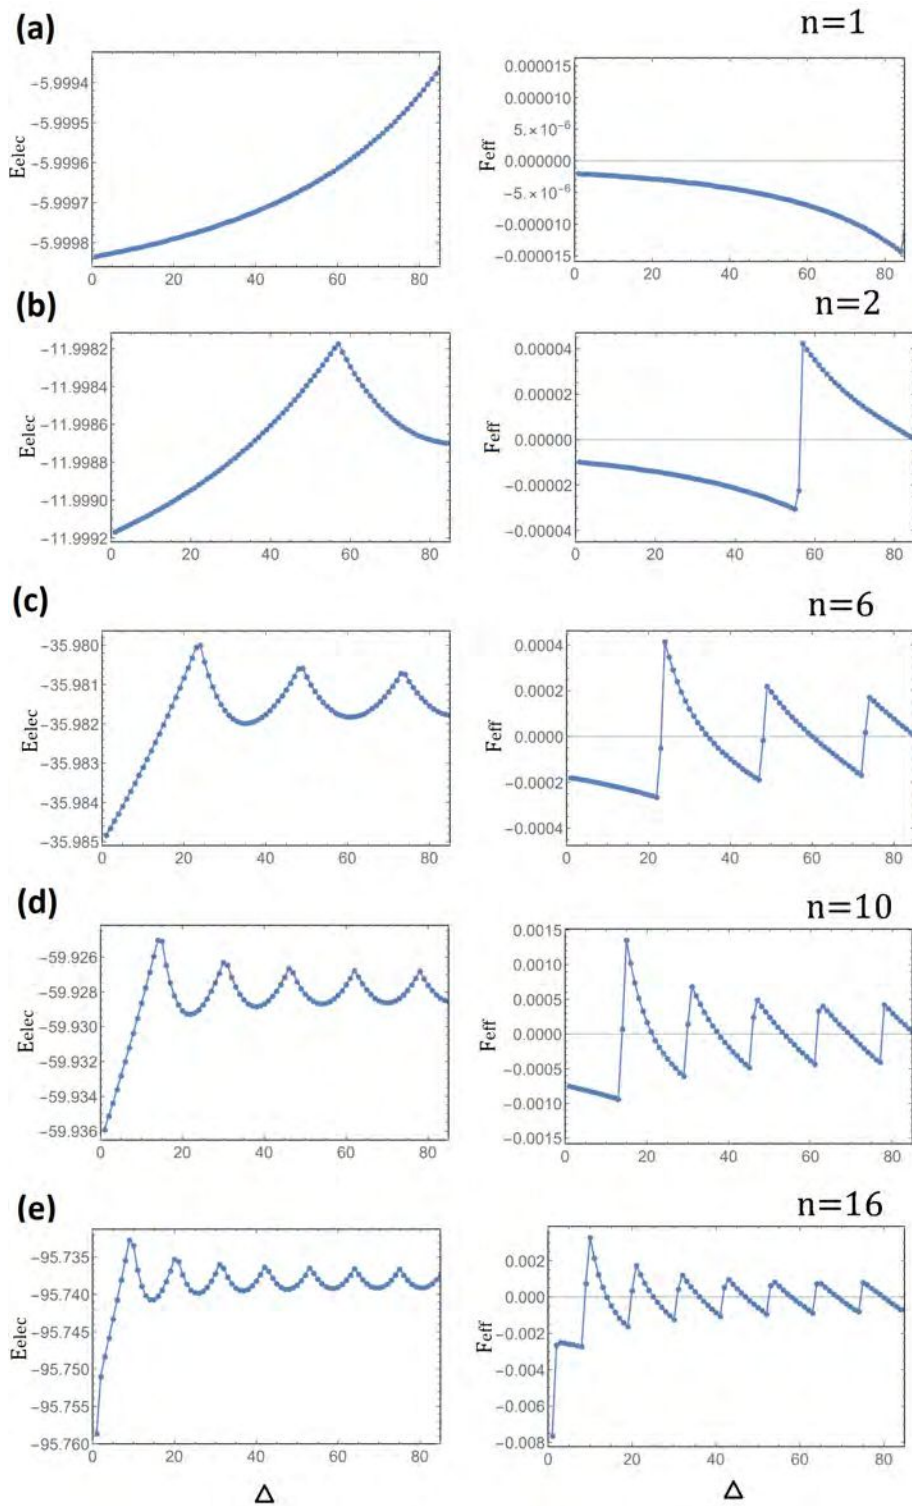 (a) n=1
Eelec
−5.9994
−5.9995
−5.9996
−5.9997
−5.9998
0 20 40 60 80
Feff
0.000015
0.000010
5.×10⁻⁶
0.000000
−5.×10⁻⁶
−0.000010
−0.000015
0 20 40 60 80
(b) n=2
Eelec
−11.9982
−11.9984
−11.9986
−11.9988
−11.9990
−11.9992
0 20 40 60 80
Feff
0.00004
0.00002
0.00000
−0.00002
−0.00004
0 20 40 60 80
(c) n=6
Eelec
−35.980
−35.981
−35.982
−35.983
−35.984
−35.985
0 20 40 60 80
Feff
0.0004
0.0002
0.0000
−0.0002
−0.0004
0 20 40 60 80
(d) n=10
Eelec
−59.926
−59.928
−59.930
−59.932
−59.934
−59.936
0 20 40 60 80
Feff
0.0015
0.0010
0.0005
0.0000
−0.0005
−0.0010
−0.0015
0 20 40 60 80
(e) n=16
Eelec
−95.735
−95.740
−95.745
−95.750
−95.755
−95.760
0 20 40 60 80
Δ
Feff
0.002
0.000
−0.002
−0.004
−0.006
−0.008
0 20 40 60 80
Δ